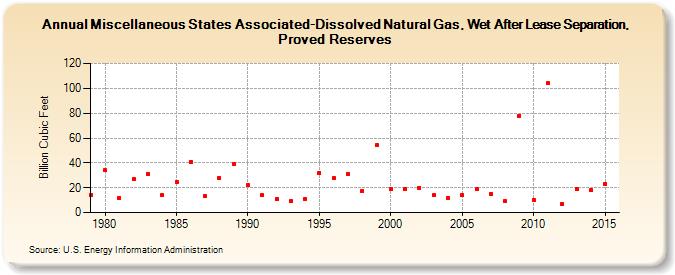 Annual Miscellaneous States Associated-Dissolved Natural Gas, Wet After Lease Separation,
Proved Reserves
Billion Cubic Feet
120
100
80
60
40
20
0
1980 1985 1990 1995 2000 2005 2010 2015
Source: U.S. Energy Information Administration